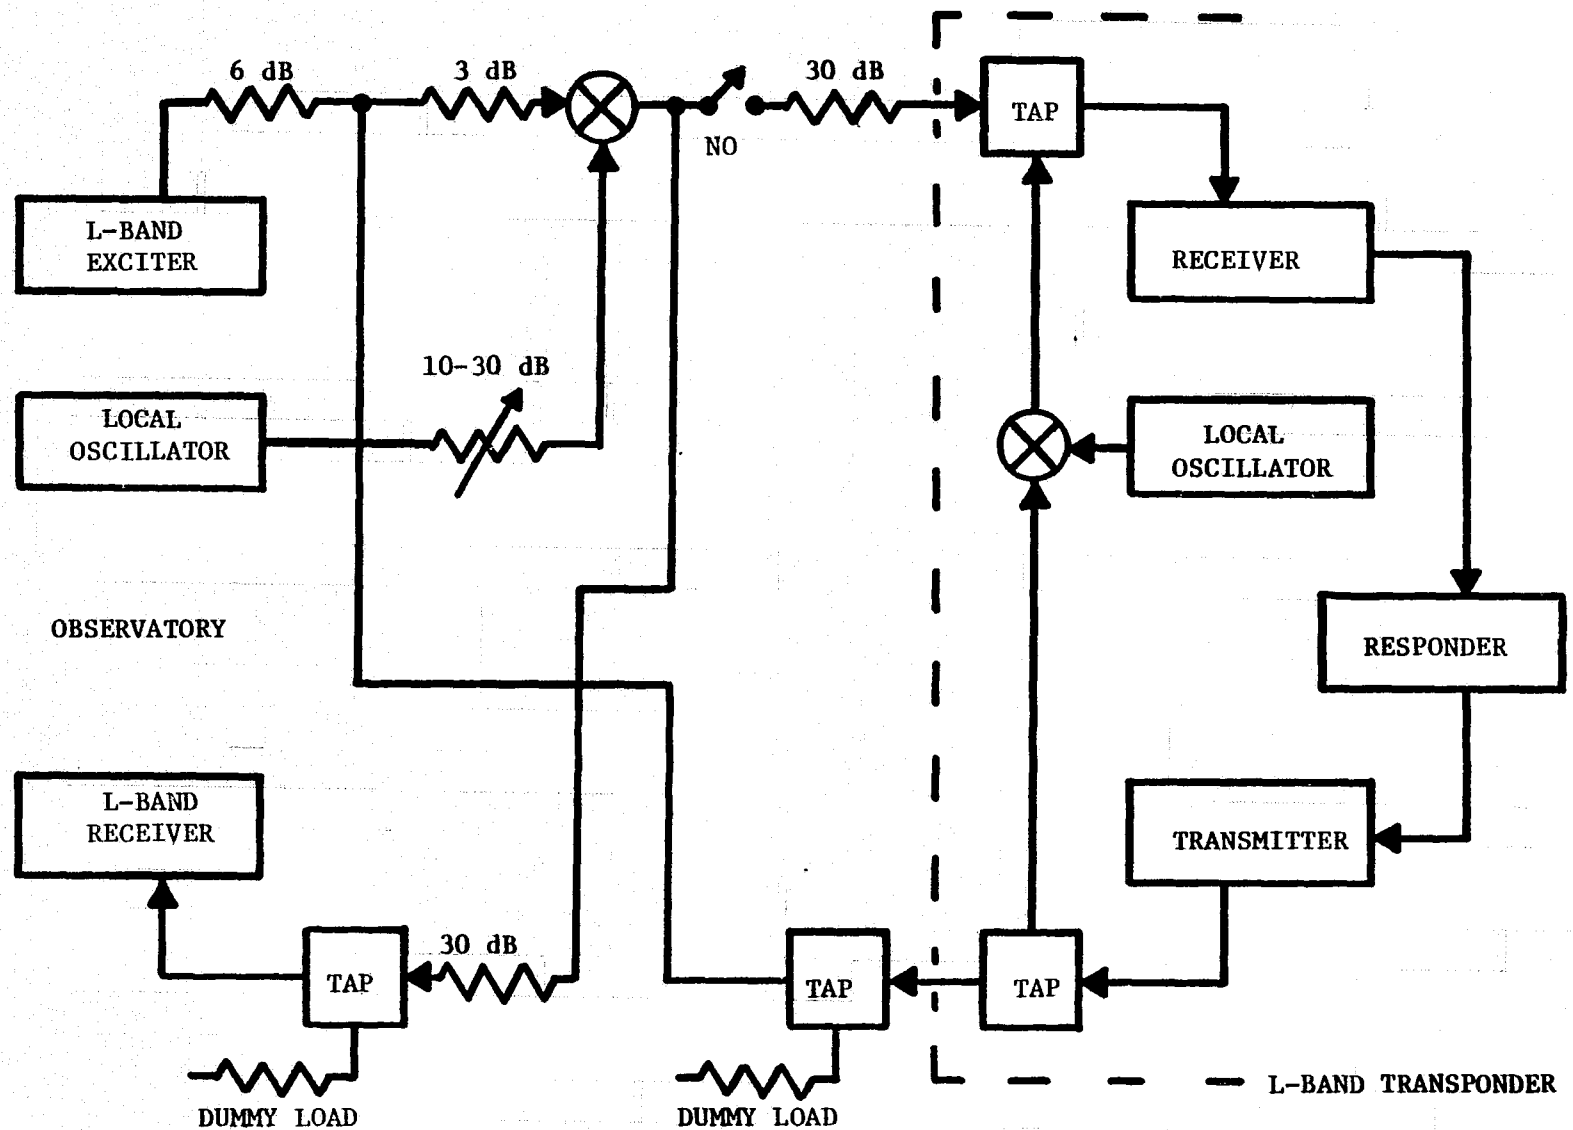 6 dB
3 dB
30 dB
TAP
NO
L-BAND
EXCITER
RECEIVER
10-30 dB
LOCAL
OSCILLATOR
LOCAL
OSCILLATOR
OBSERVATORY
RESPONDER
L-BAND
RECEIVER
TRANSMITTER
30 dB
TAP
TAP
TAP
DUMMY LOAD
DUMMY LOAD
L-BAND TRANSPONDER